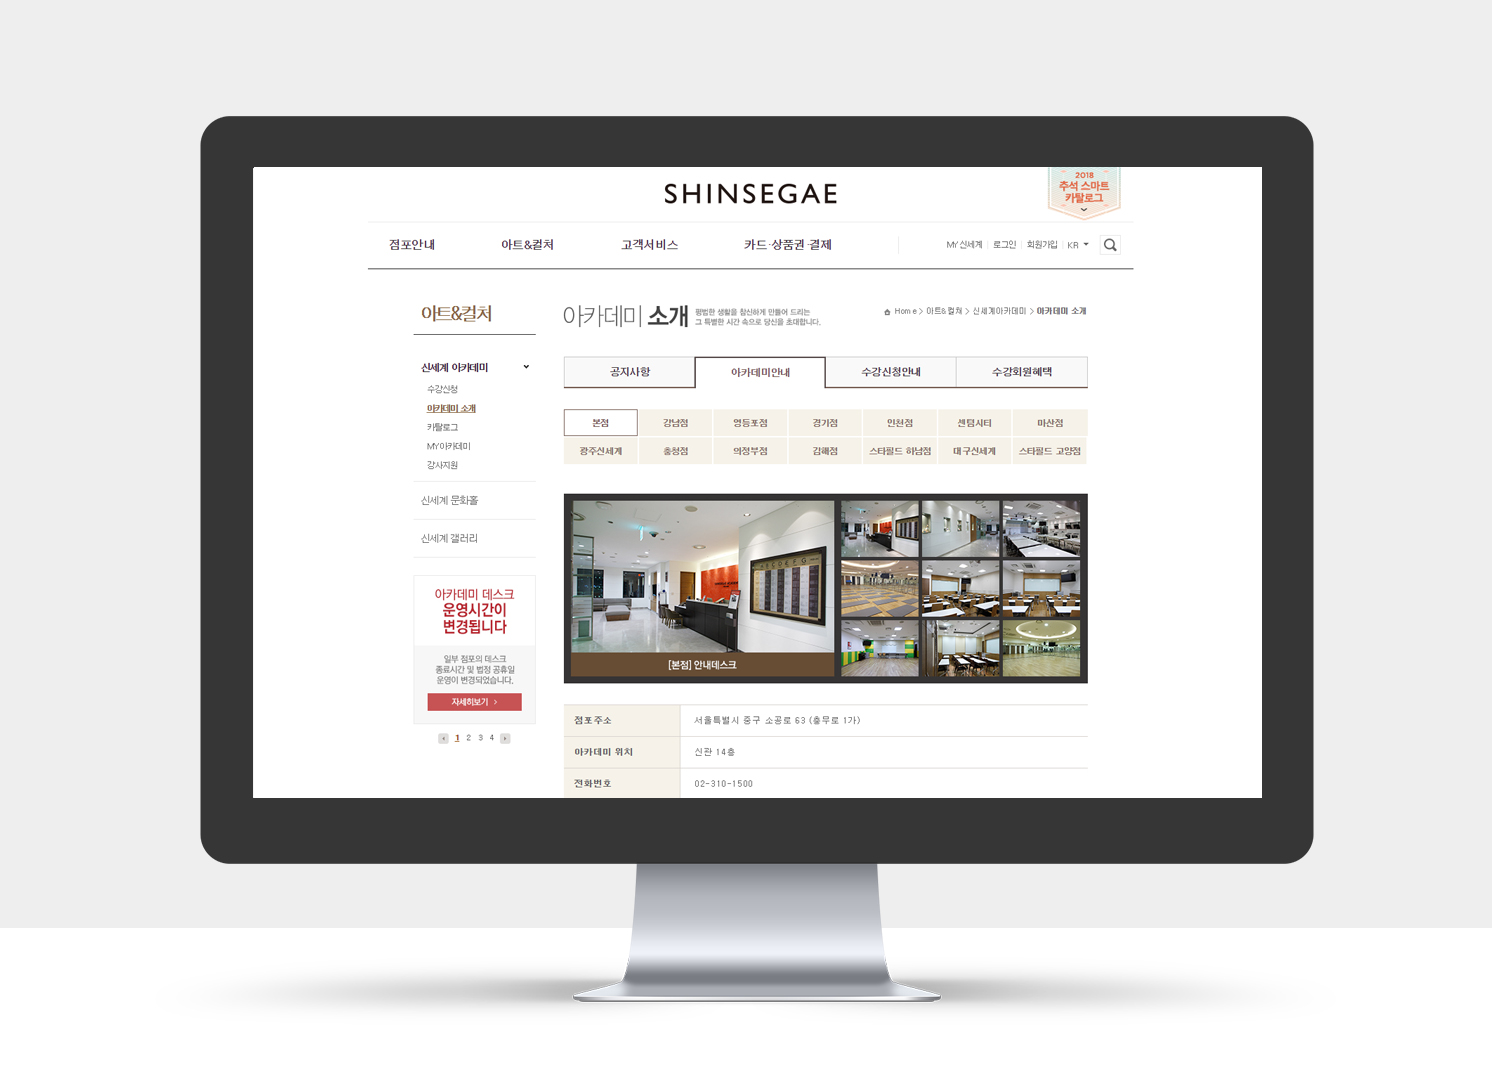 SHINSEGAE
2018
추석 스마트
카탈로그
점포안내 아트&컬처 고객서비스 카드·상품권·결제 MY 신세계 로그인 회원가입 KR
아트&컬처
아카데미 소개
평범한 생활을 참신하게 만들어 드리는
그 특별한 시간 속으로 당신을 초대합니다.
Home > 아트&컬쳐 > 신세계아카데미 > 아카데미 소개
신세계 아카데미
수강신청
아카데미 소개
카탈로그
MY아카데미
강사지원
신세계 문화홀
신세계 갤러리
공지사항 아카데미안내 수강신청안내 수강회원혜택
본점 강남점 영등포점 경기점 인천점 센텀시티 마산점
광주신세계 충청점 의정부점 김해점 스타필드 하남점 대구신세계 스타필드 고양점
[본점] 안내데스크
아카데미 데스크
운영시간이
변경됩니다
일부 점포의 데스크
종료시간 및 법정 공휴일
운영이 변경되었습니다.
자세히보기 >
1 2 3 4
점포주소 서울특별시 중구 소공로 63 (충무로 1가)
아카데미 위치 신관 14층
전화번호 02-310-1500